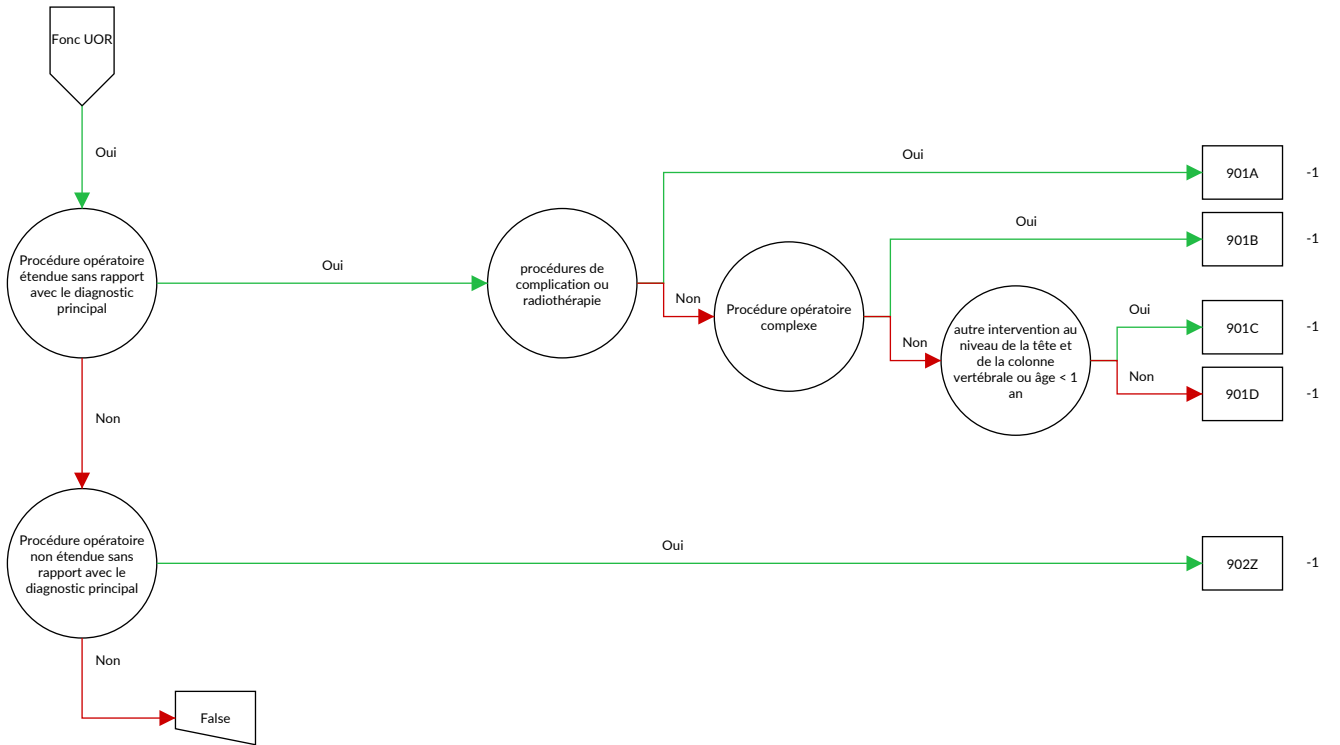 Fonc UOR
Oui
Oui
901A
-1
Oui
901B
-1
Procédure opératoire
étendue sans rapport
avec le diagnostic
principal
Oui
procédures de
complication ou
radiothérapie
Non
Procédure opératoire
complexe
Non
autre intervention au
niveau de la tête et
de la colonne
vertébrale ou âge < 1
an
Oui
901C
-1
Non
901D
-1
Non
Procédure opératoire
non étendue sans
rapport avec le
diagnostic principal
Oui
902Z
-1
Non
False